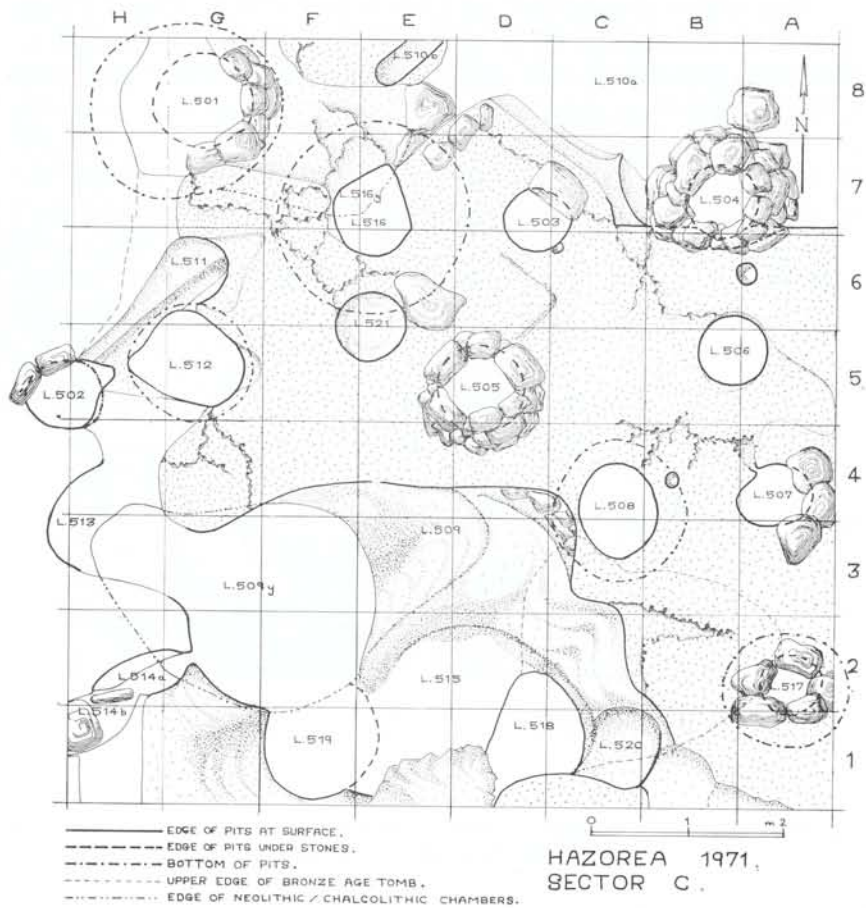 H G F E D C B A
L.510b
L.510a
8
L.501
N
L.516y
7
L.504
L.516
L.503
L.511
6
L.521
L.512
L.506
5
L.502
L.505
4
L.507
L.513
L.508
L.509
L.509y
3
L.514a
L.515
2
L.517
L.514b
L.519
L.518
L.520
1
0 1 m 2
EDGE OF PITS AT SURFACE.
EDGE OF PITS UNDER STONES.
BOTTOM OF PITS.
UPPER EDGE OF BRONZE AGE TOMB.
EDGE OF NEOLITHIC / CHALCOLITHIC CHAMBERS.
HAZOREA 1971.
SECTOR C.